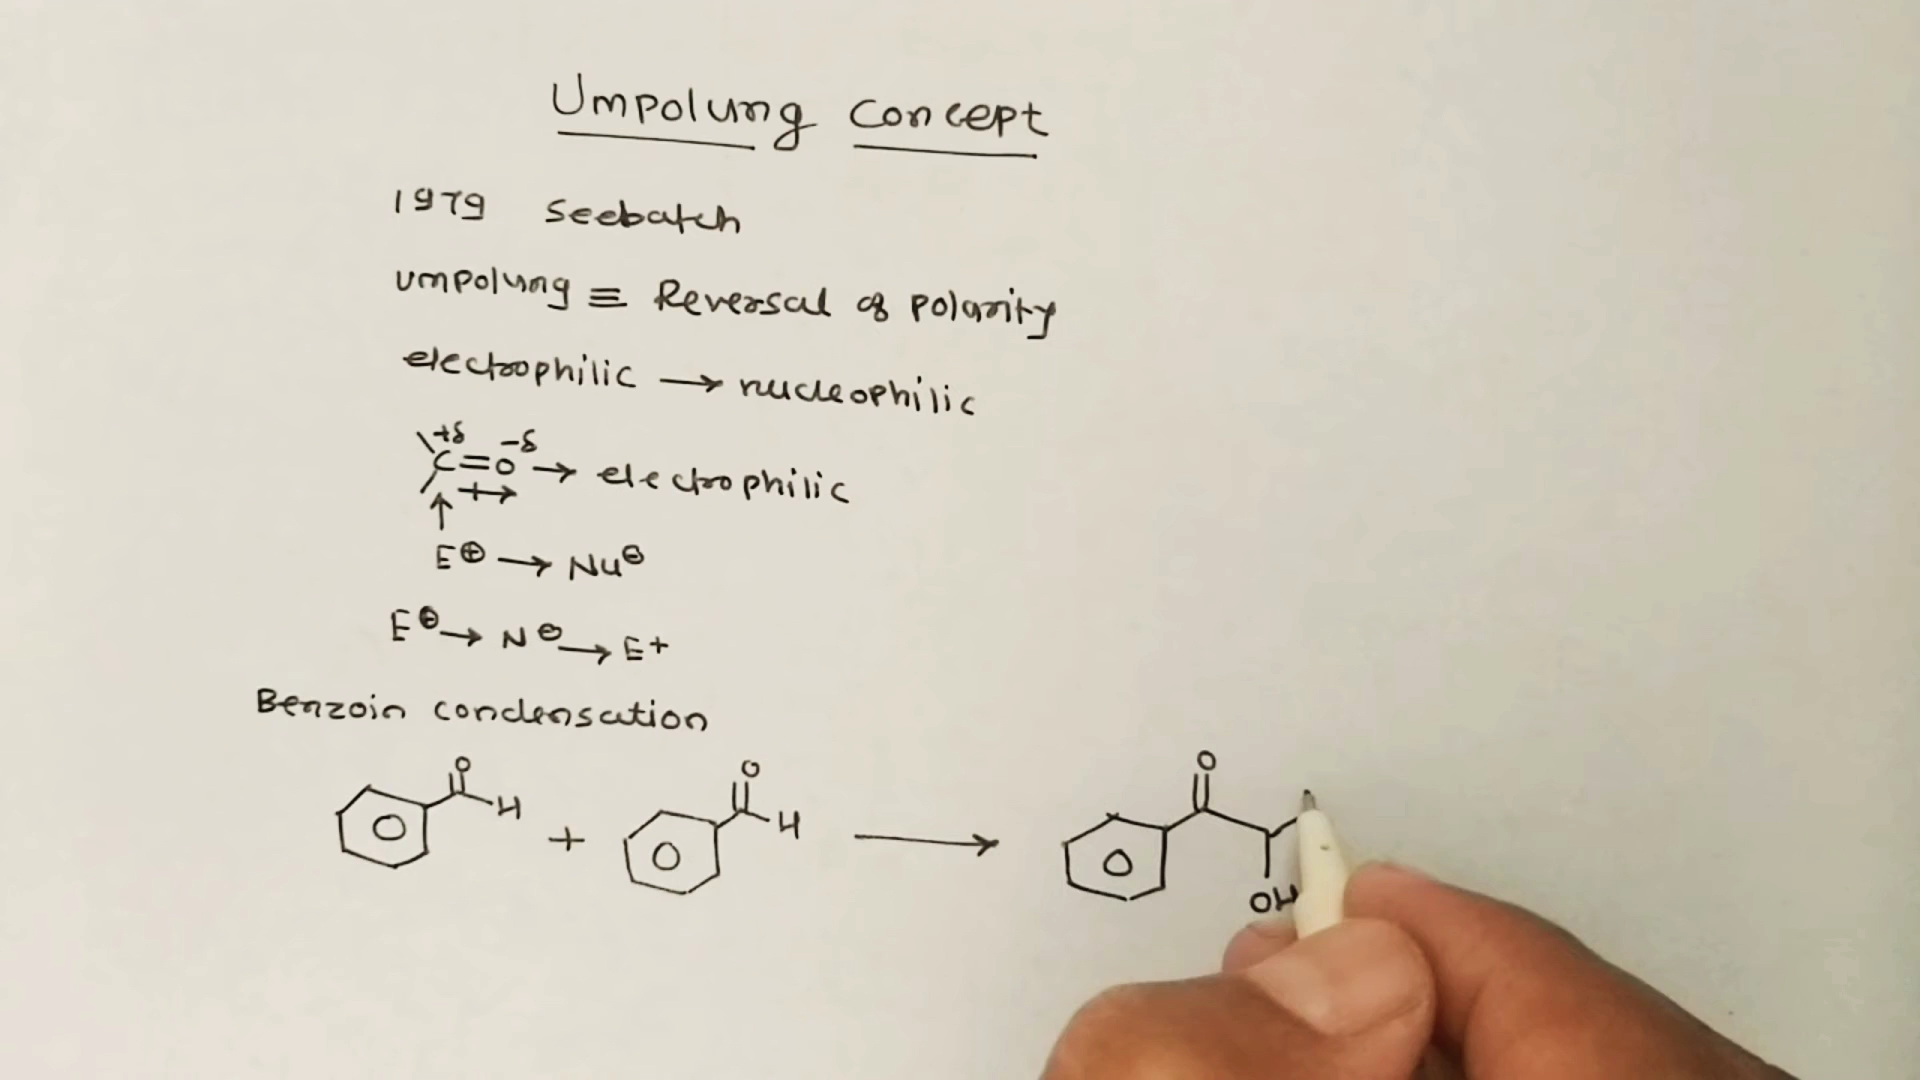 Umpolung Concept
1979 Seebatch
Umpolung ≡ Reversal of Polarity
electrophilic → nucleophilic
+δ -δ
C=O → electrophilic
E⊕ → Nu⊖
E⊕ → N⊖ → E+
Benzoin condensation
O O O
H + H →
OH